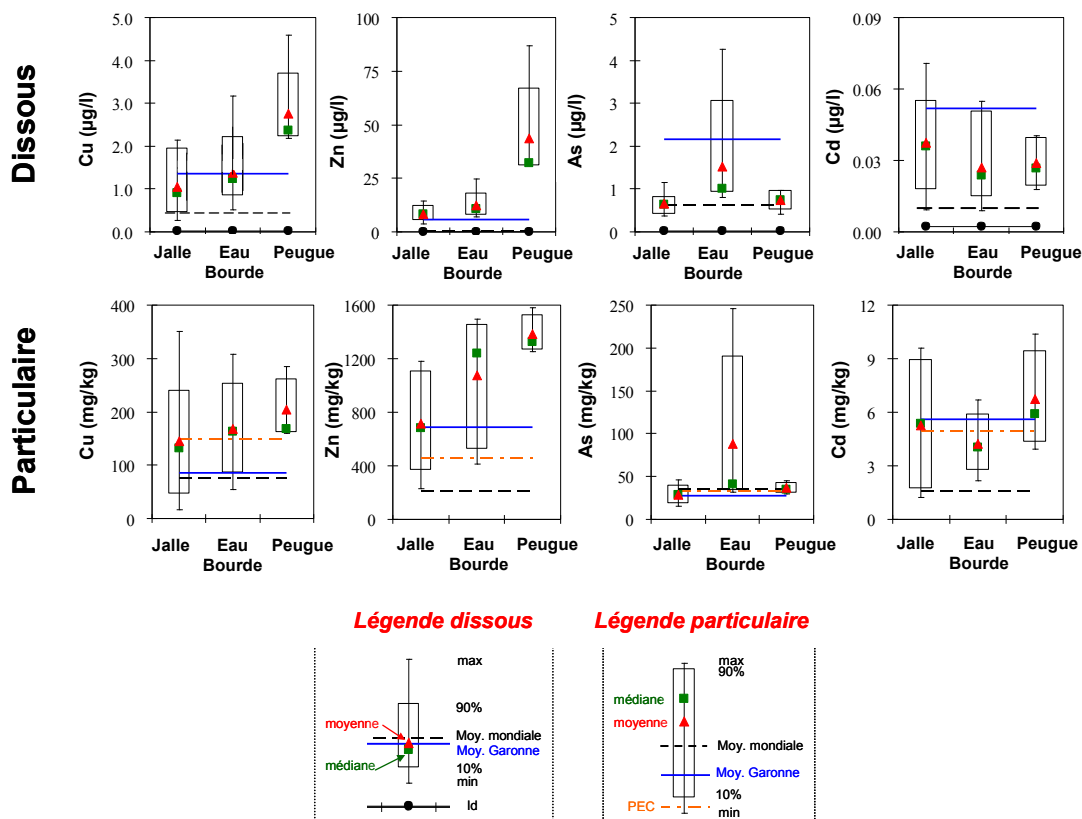 Dissous
Cu (µg/l)
5.0
4.0
3.0
2.0
1.0
0.0
Jalle Eau Bourde Peugue
Zn (µg/l)
100
75
50
25
0
Jalle Eau Bourde Peugue
As (µg/l)
5
4
3
2
1
0
Jalle Eau Bourde Peugue
Cd (µg/l)
0.09
0.06
0.03
0.00
Jalle Eau Bourde Peugue
Particulaire
Cu (mg/kg)
400
300
200
100
0
Jalle Eau Bourde Peugue
Zn (mg/kg)
1600
1200
800
400
0
Jalle Eau Bourde Peugue
As (mg/kg)
250
200
150
100
50
0
Jalle Eau Bourde Peugue
Cd (mg/kg)
12
9
6
3
0
Jalle Eau Bourde Peugue
Légende dissous
max
90%
moyenne
Moy. mondiale
Moy. Garonne
médiane
10%
min
ld
Légende particulaire
max
90%
médiane
moyenne
Moy. mondiale
Moy. Garonne
10%
PEC
min